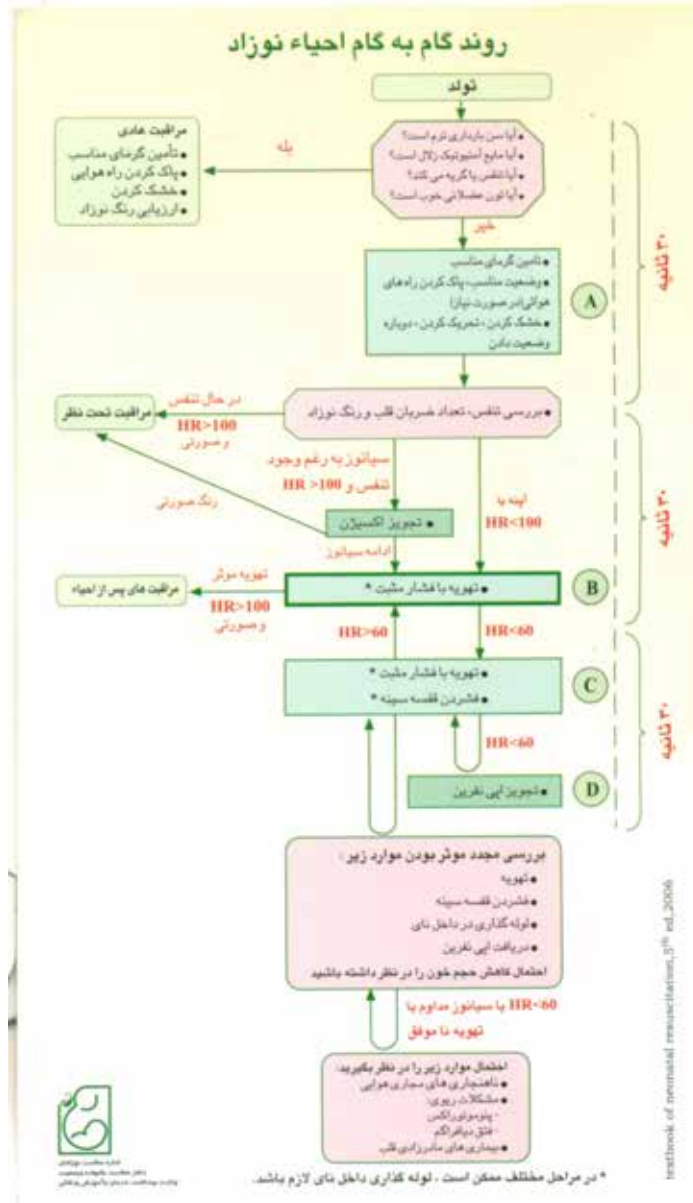 روند گام به گام احیاء نوزاد
تولد
• آیا سن بارداری ترم است؟
• آیا مایع آمنیوتیک زلال است؟
• آیا تنفس یا گریه می کند؟
• آیا تون عضلانی خوب است؟
بله
مراقبت عادی
• تأمین گرمای مناسب
• پاک کردن راه هوایی
• خشک کردن
• ارزیابی رنگ نوزاد
خیر
۳۰ ثانیه
• تامین گرمای مناسب
• وضعیت مناسب، پاک کردن راه های
هوائی(در صورت نیاز)
• خشک کردن، تحریک کردن، دوباره
وضعیت دادن
A
• بررسی تنفس، تعداد ضربان قلب و رنگ نوزاد
در حال تنفس
HR>100
و صورتی
مراقبت تحت نظر
سیانوز به رغم وجود
تنفس و HR >100
آپنه یا
HR<100
رنگ صورتی
• تجویز اکسیژن
ادامه سیانوز
۳۰ ثانیه
• تهویه با فشار مثبت *
B
تهویه موثر
HR>100
و صورتی
مراقبت های پس از احیاء
HR>60
HR<60
• تهویه با فشار مثبت *
• فشردن قفسه سینه *
C
HR<60
۳۰ ثانیه
• تجویز اپی نفرین
D
بررسی مجدد موثر بودن موارد زیر :
• تهویه
• فشردن قفسه سینه
• لوله گذاری در داخل نای
• دریافت اپی نفرین
احتمال کاهش حجم خون را در نظر داشته باشید
HR<60 یا سیانوز مداوم یا
تهویه نا موفق
احتمال موارد زیر را در نظر بگیرید:
• ناهنجاری های مجاری هوایی
• مشکلات ریوی:
- پنوموتوراکس
- فتق دیافراگم
• بیماری های مادرزادی قلب
* در مراحل مختلف ممکن است ، لوله گذاری داخل نای لازم باشد.
textbook of neonatal resuscitation,5th ed,2006
اداره سلامت نوزادان